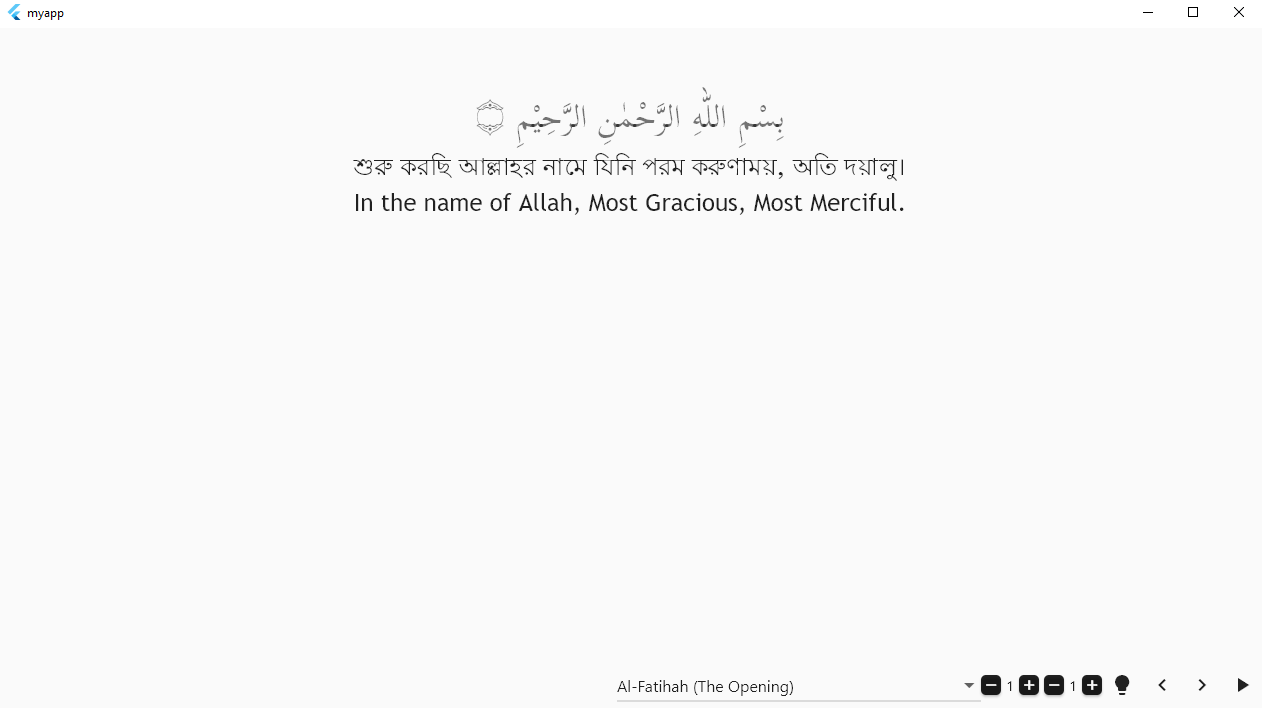 myapp
بِسْمِ اللّٰهِ الرَّحْمٰنِ الرَّحِيْمِ ۝
শুরু করছি আল্লাহর নামে যিনি পরম করুণাময়, অতি দয়ালু।
In the name of Allah, Most Gracious, Most Merciful.
Al-Fatihah (The Opening) 1 1